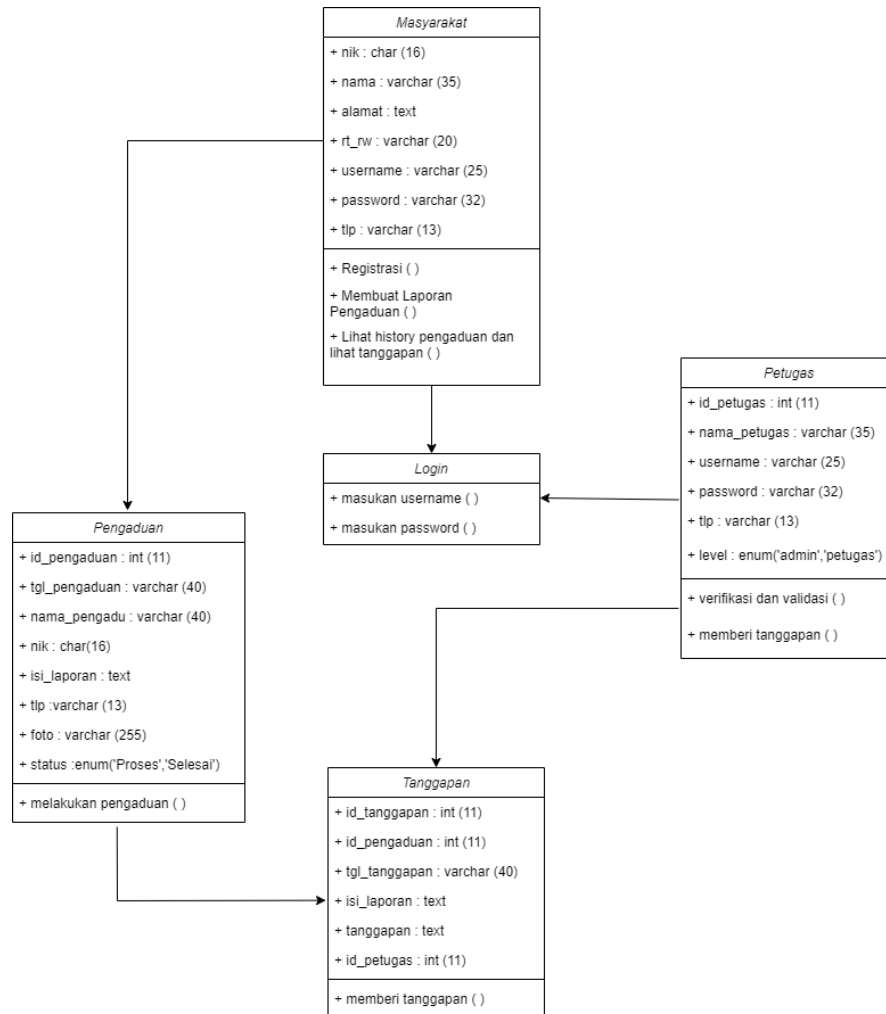 Masyarakat
+ nik : char (16)
+ nama : varchar (35)
+ alamat : text
+ rt_rw : varchar (20)
+ username : varchar (25)
+ password : varchar (32)
+ tlp : varchar (13)
+ Registrasi ( )
+ Membuat Laporan
Pengaduan ( )
+ Lihat history pengaduan dan
lihat tanggapan ( )
Petugas
+ id_petugas : int (11)
+ nama_petugas : varchar (35)
+ username : varchar (25)
+ password : varchar (32)
+ tlp : varchar (13)
+ level : enum('admin','petugas')
+ verifikasi dan validasi ( )
+ memberi tanggapan ( )
Login
+ masukan username ( )
+ masukan password ( )
Pengaduan
+ id_pengaduan : int (11)
+ tgl_pengaduan : varchar (40)
+ nama_pengadu : varchar (40)
+ nik : char(16)
+ isi_laporan : text
+ tlp :varchar (13)
+ foto : varchar (255)
+ status :enum('Proses','Selesai')
+ melakukan pengaduan ( )
Tanggapan
+ id_tanggapan : int (11)
+ id_pengaduan : int (11)
+ tgl_tanggapan : varchar (40)
+ isi_laporan : text
+ tanggapan : text
+ id_petugas : int (11)
+ memberi tanggapan ( )